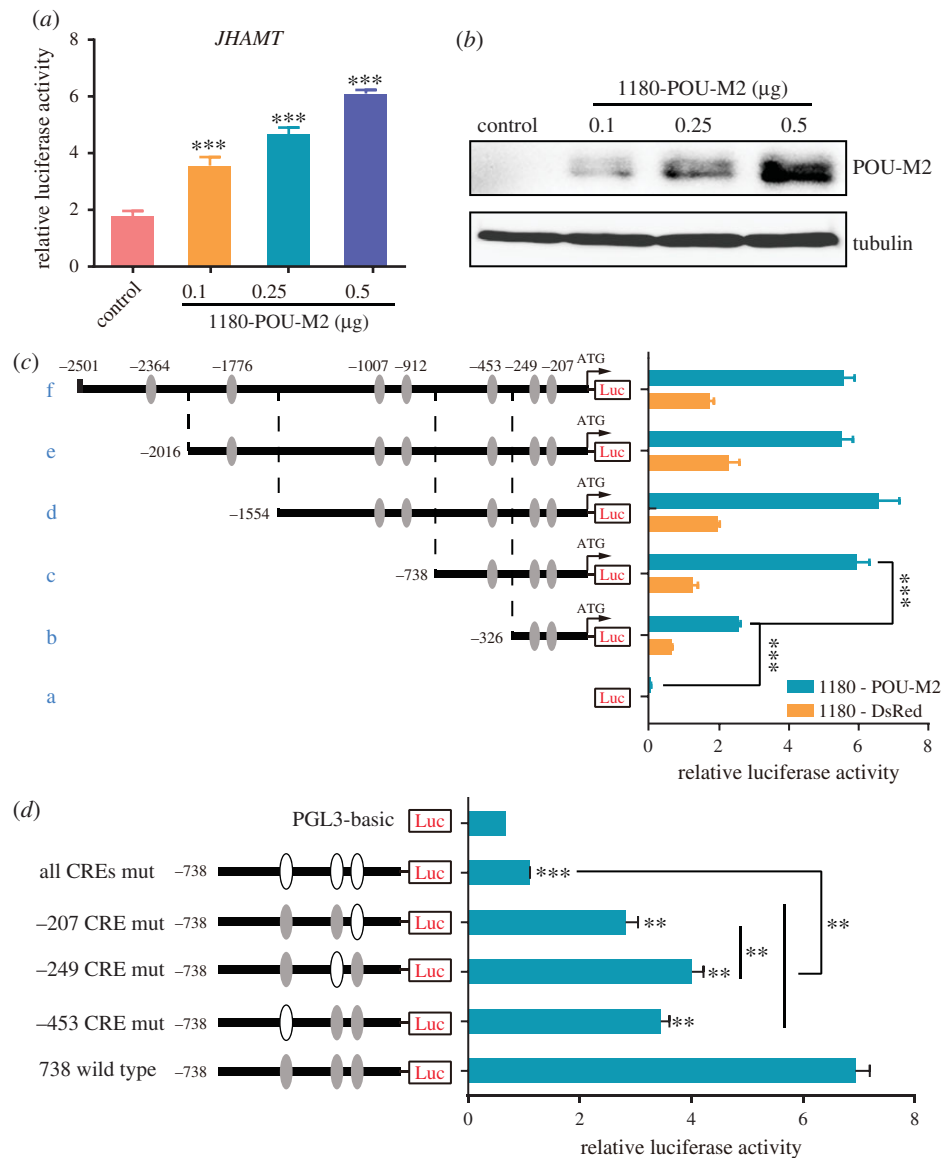 (a)
JHAMT
relative luciferase activity
8
6
4
2
0
***
***
***
control
0.1 0.25 0.5
1180-POU-M2 (µg)
(b)
1180-POU-M2 (µg)
control 0.1 0.25 0.5
POU-M2
tubulin
(c)
–2501 –2364 –1776 –1007 –912 –453 –249 –207 ATG
f Luc
ATG
e –2016 Luc
ATG
d –1554 Luc
ATG
c –738 Luc
ATG
b –326 Luc
a Luc
***
***
1180 - POU-M2
1180 - DsRed
0 2 4 6 8
relative luciferase activity
(d)
PGL3-basic Luc
all CREs mut –738 Luc ***
–207 CRE mut –738 Luc **
–249 CRE mut –738 Luc **
–453 CRE mut –738 Luc **
738 wild type –738 Luc
**
**
0 2 4 6 8
relative luciferase activity